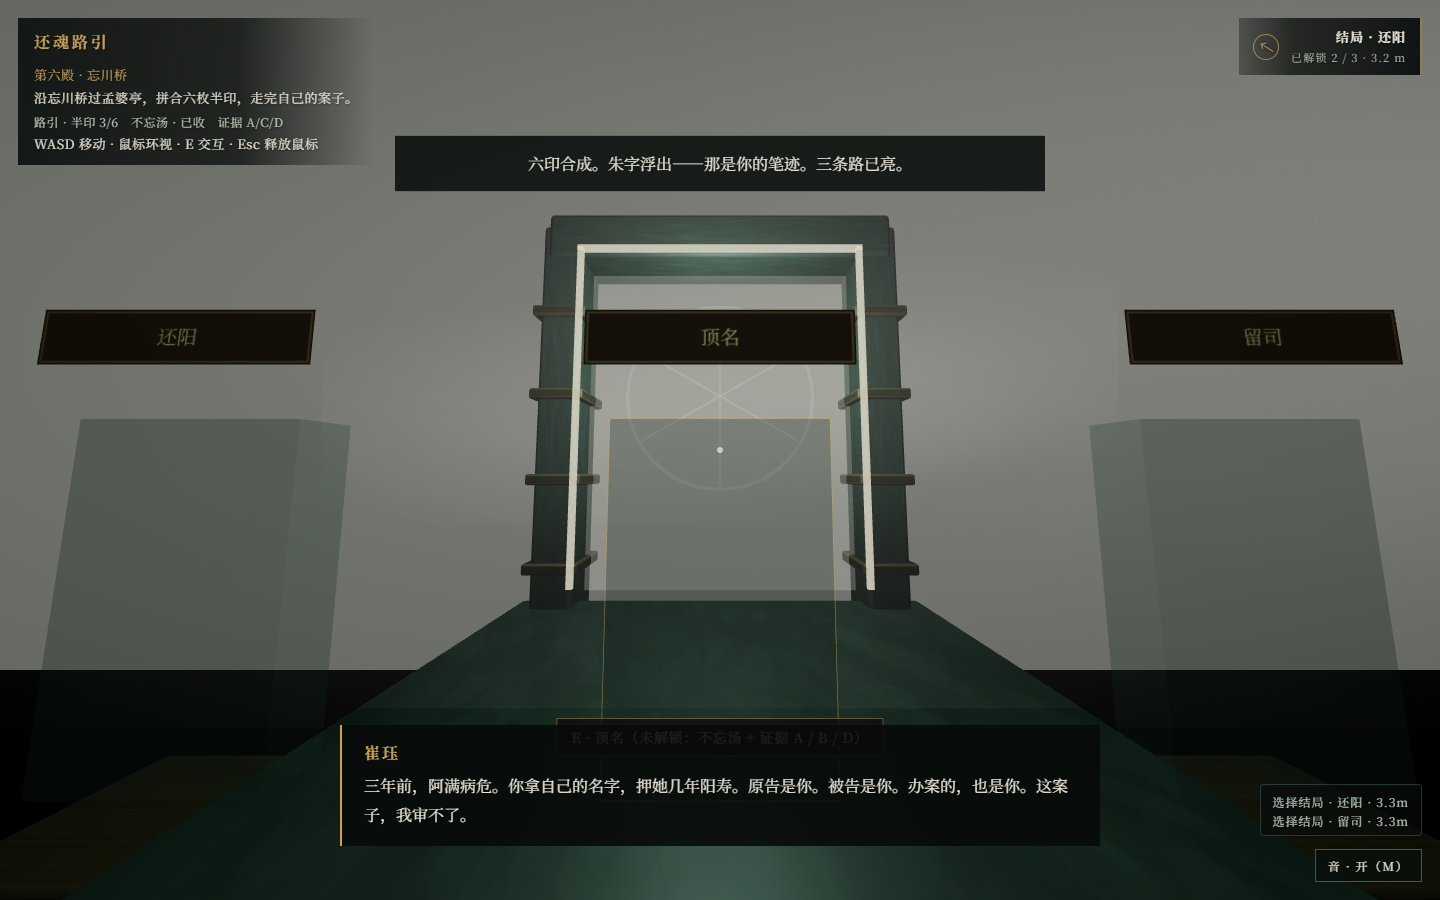 还魂路引
第六殿 · 忘川桥
沿忘川桥过孟婆亭，拼合六枚半印，走完自己的案子。
路引 · 半印 3/6 不忘汤 · 已收 证据 A/C/D
WASD 移动 · 鼠标环视 · E 交互 · Esc 释放鼠标
结局 · 还阳
已解锁 2 / 3 · 3.2 m
六印合成。朱字浮出——那是你的笔迹。三条路已亮。
还阳
顶名
留司
E · 顶名（未解锁：不忘汤 + 证据 A / B / D）
崔珏
三年前，阿满病危。你拿自己的名字，押她几年阳寿。原告是你。被告是你。办案的，也是你。这案
子，我审不了。
选择结局 · 还阳 · 3.3m
选择结局 · 留司 · 3.3m
音 · 开（M）